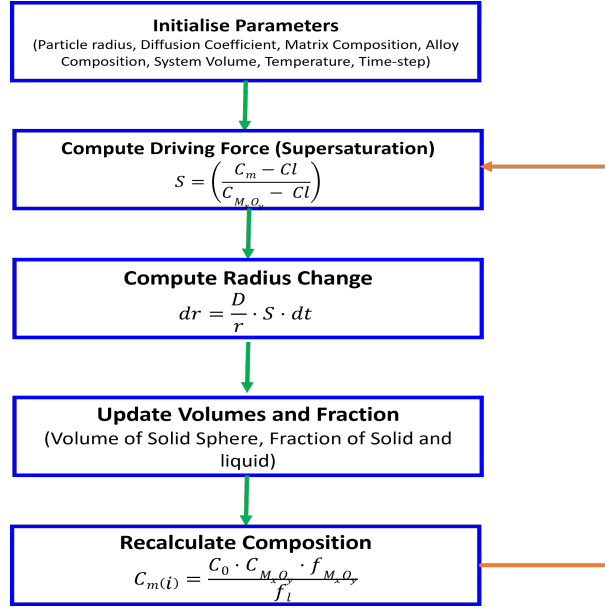 Initialise Parameters
(Particle radius, Diffusion Coefficient, Matrix Composition, Alloy
Composition, System Volume, Temperature, Time-step)
Compute Driving Force (Supersaturation)
S = ( (C_m − Cl) / (C_{M_xO_y} − Cl) )
Compute Radius Change
dr = D/r · S · dt
Update Volumes and Fraction
(Volume of Solid Sphere, Fraction of Solid and
liquid)
Recalculate Composition
C_{m(i)} = (C_0 · C_{M_xO_y} · f_{M_xO_y}) / f_l